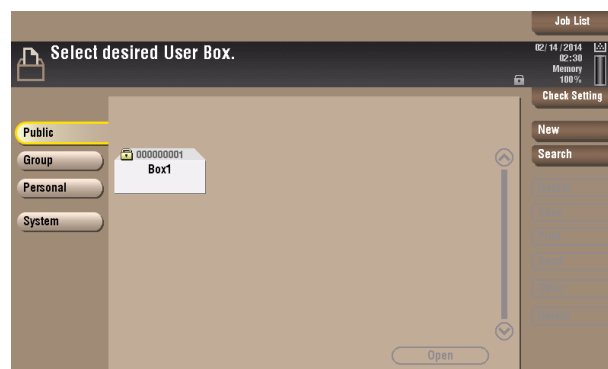 Job List
Select desired User Box.
02/14/2014
02:30
Memory
100%
Check Setting
Public
New
Group
Search
000000001
Box1
Personal
System
Open